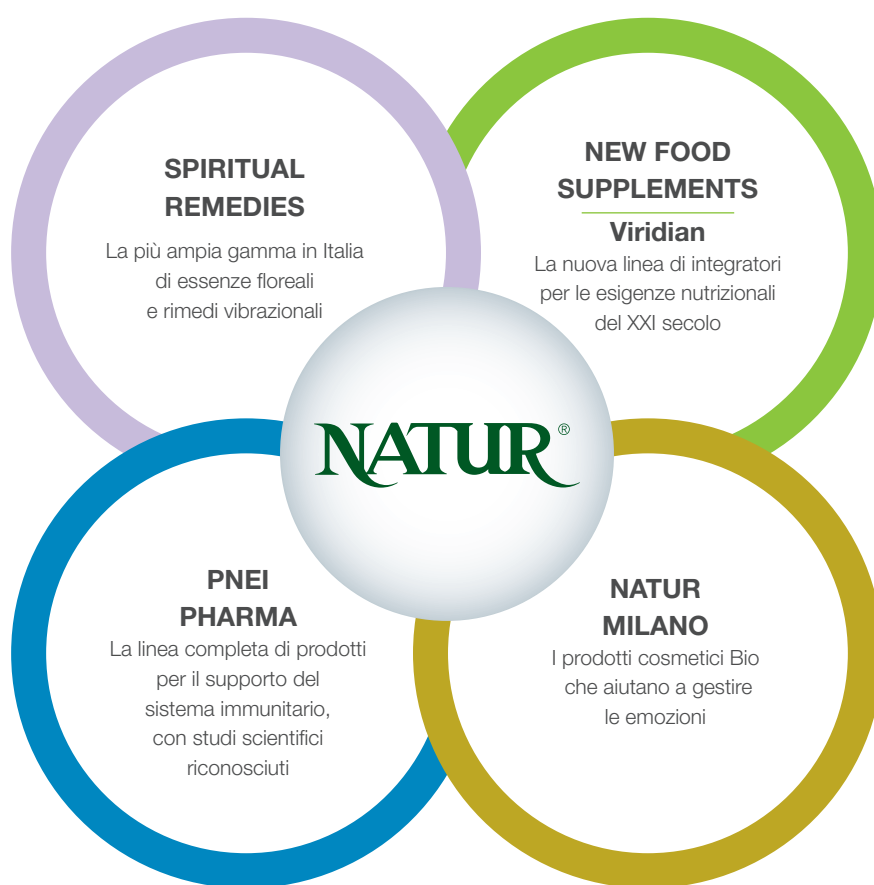 SPIRITUAL
REMEDIES
La più ampia gamma in Italia
di essenze floreali
e rimedi vibrazionali
NEW FOOD
SUPPLEMENTS
Viridian
La nuova linea di integratori
per le esigenze nutrizionali
del XXI secolo
NATUR®
PNEI
PHARMA
La linea completa di prodotti
per il supporto del
sistema immunitario,
con studi scientifici
riconosciuti
NATUR
MILANO
I prodotti cosmetici Bio
che aiutano a gestire
le emozioni